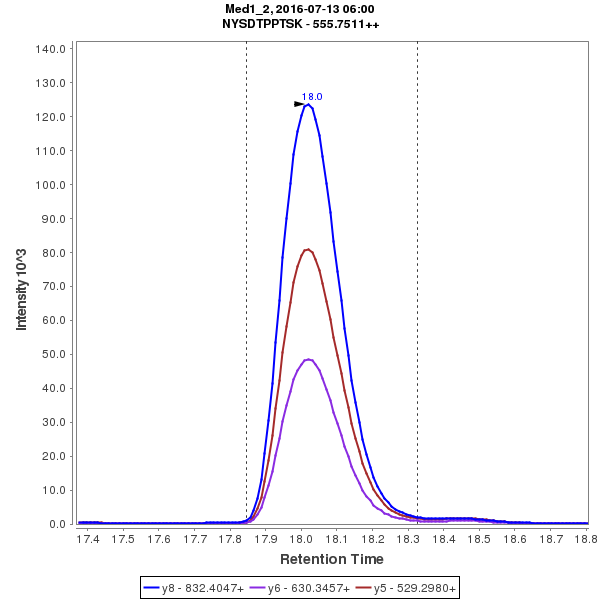 Med1_2, 2016-07-13 06:00
NYSDTPPTSK - 555.7511++
140.0
130.0
120.0
110.0
100.0
90.0
80.0
70.0
60.0
50.0
40.0
30.0
20.0
10.0
0.0
Intensity 10^3
18.0
17.4 17.5 17.6 17.7 17.8 17.9 18.0 18.1 18.2 18.3 18.4 18.5 18.6 18.7 18.8
Retention Time
y8 - 832.4047+ y6 - 630.3457+ y5 - 529.2980+